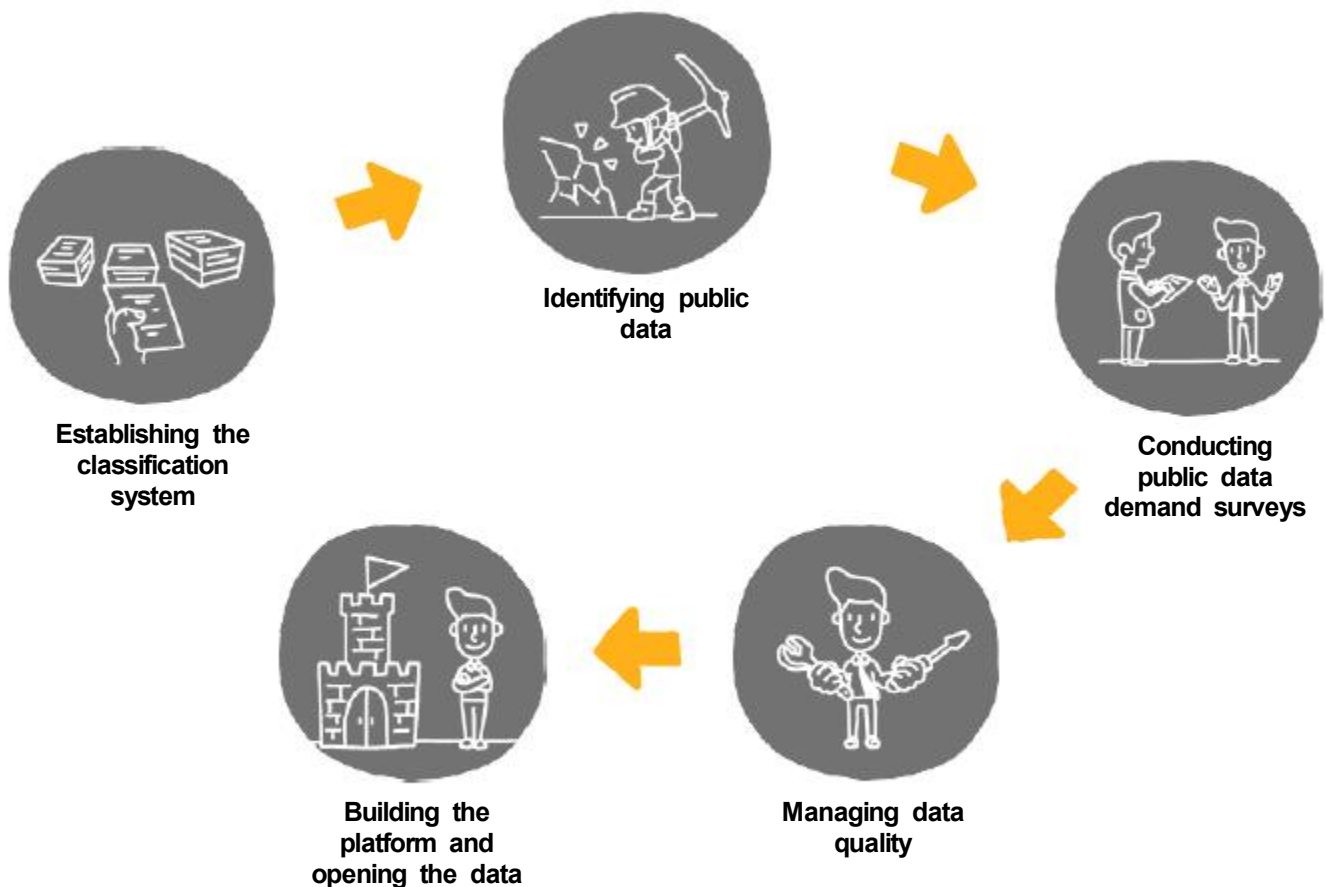 Identifying public
data
Establishing the
classification
system
Conducting
public data
demand surveys
Building the
platform and
opening the data
Managing data
quality